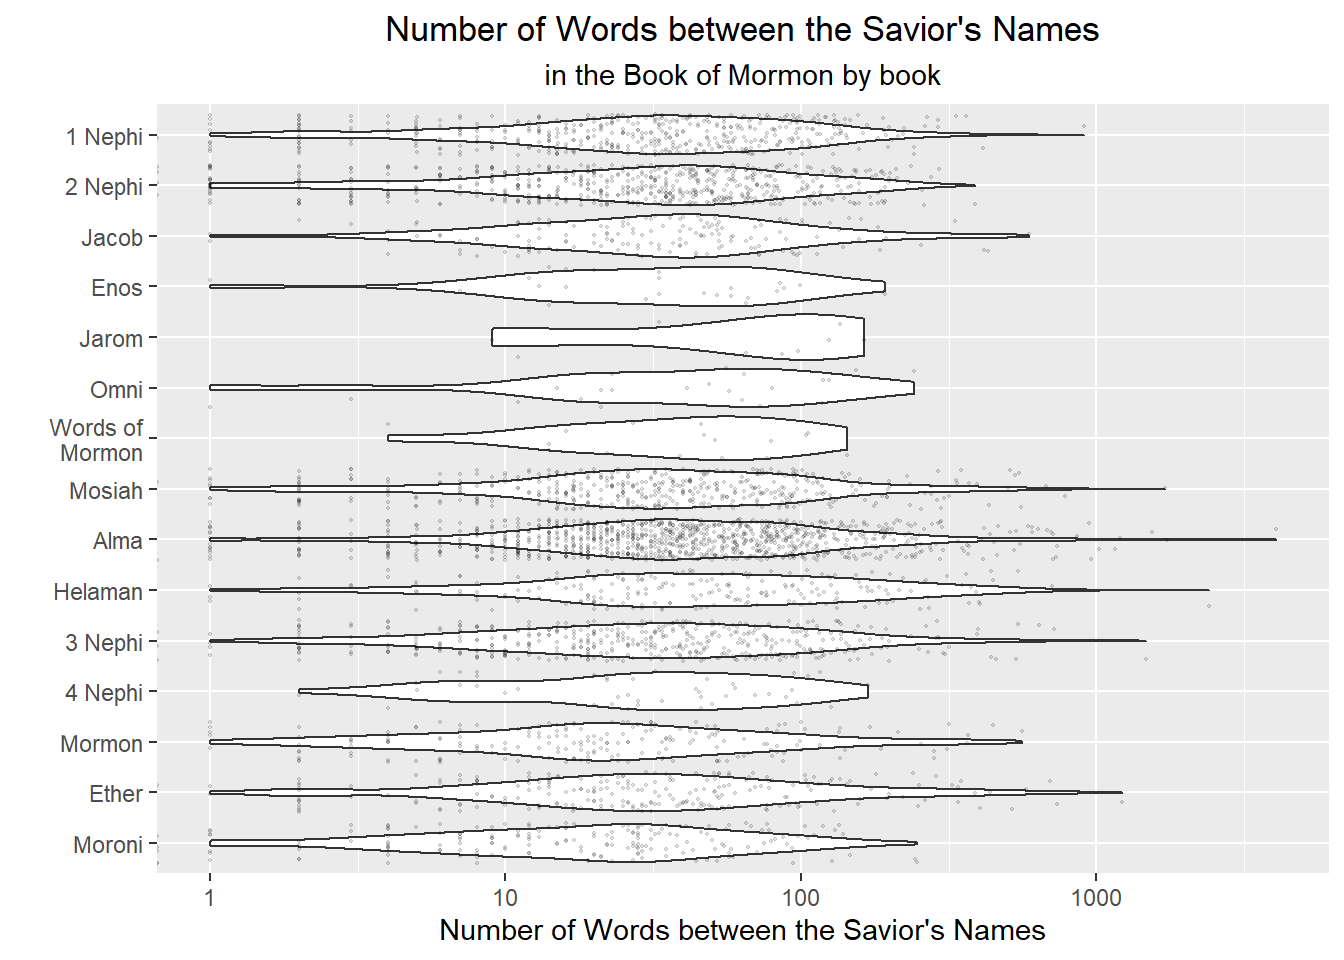 Number of Words between the Savior's Names
in the Book of Mormon by book
1 Nephi
2 Nephi
Jacob
Enos
Jarom
Omni
Words of
Mormon
Mosiah
Alma
Helaman
3 Nephi
4 Nephi
Mormon
Ether
Moroni
1 10 100 1000
Number of Words between the Savior's Names